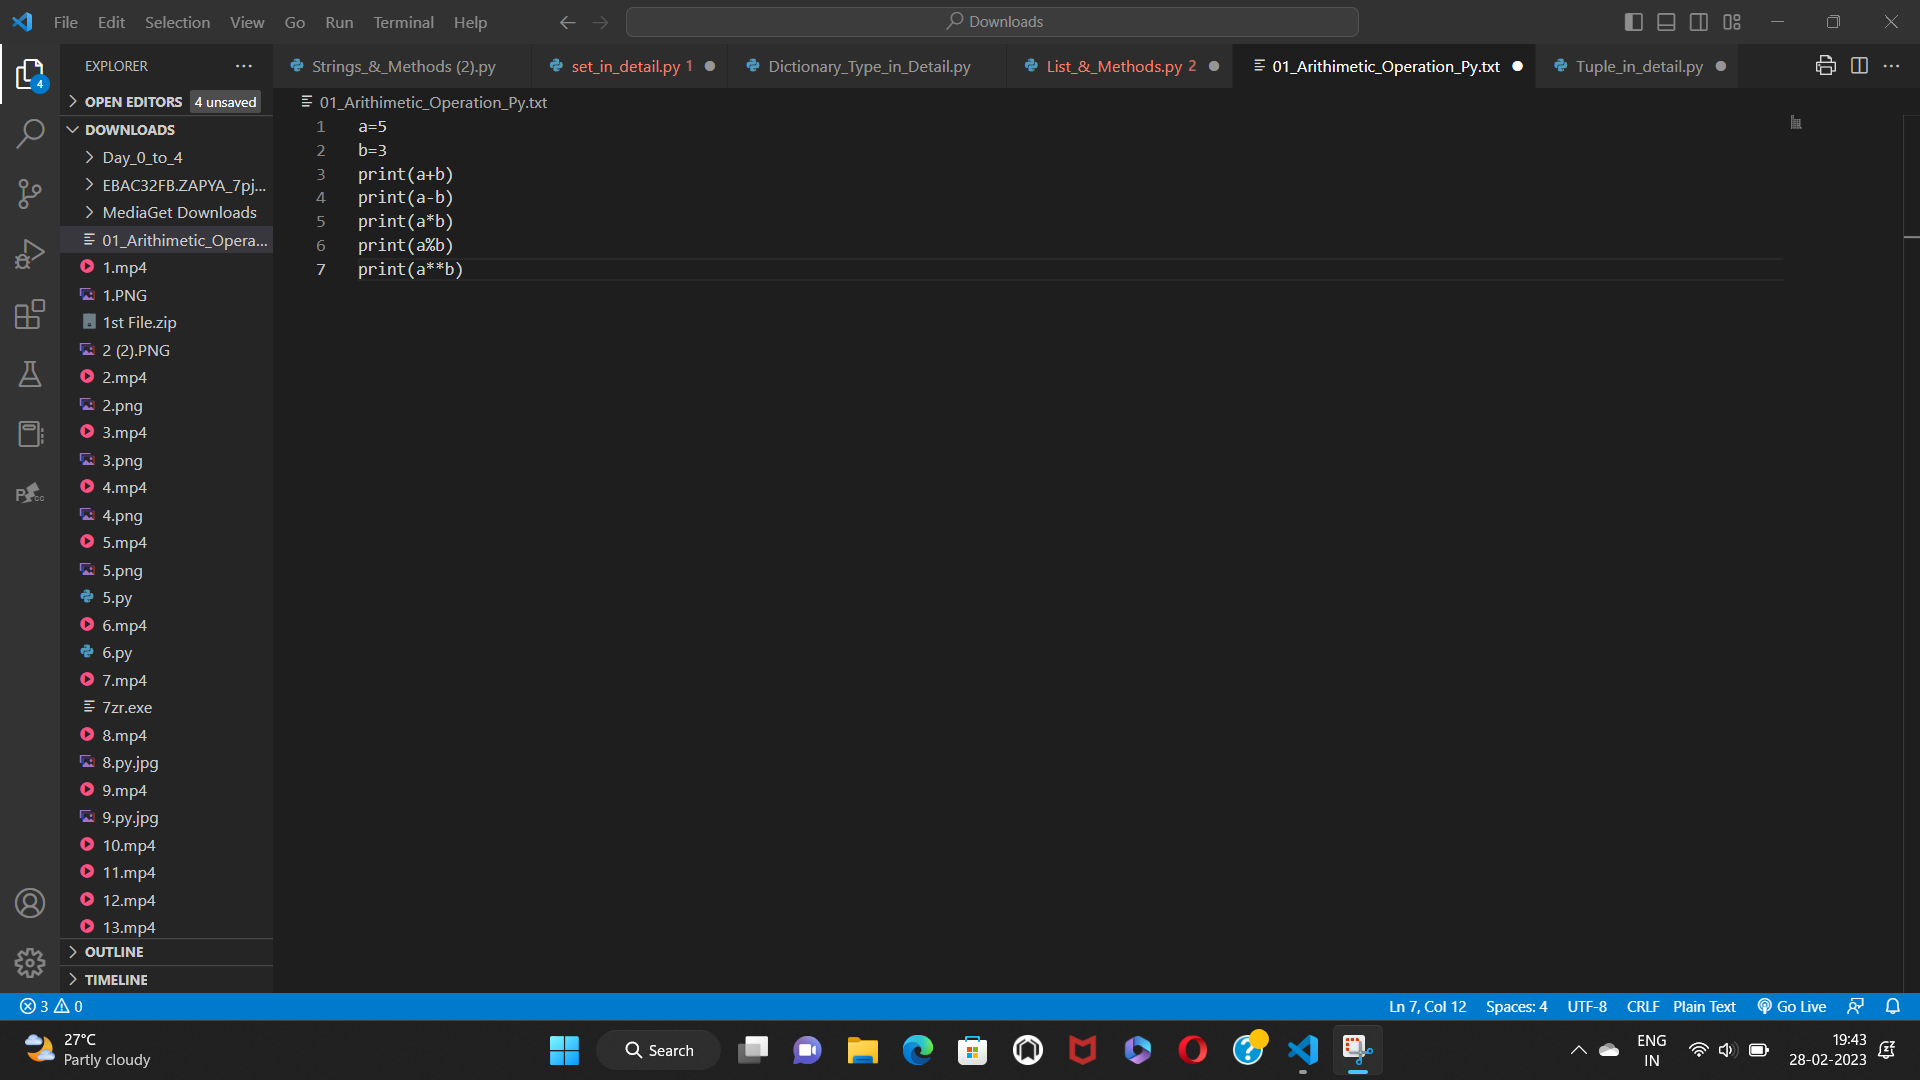 File Edit Selection View Go Run Terminal Help
Downloads
EXPLORER
Strings_&_Methods (2).py
set_in_detail.py 1
Dictionary_Type_in_Detail.py
List_&_Methods.py 2
01_Arithimetic_Operation_Py.txt
Tuple_in_detail.py
4
OPEN EDITORS 4 unsaved
01_Arithimetic_Operation_Py.txt
DOWNLOADS
Day_0_to_4
EBAC32FB.ZAPYA_7pj...
MediaGet Downloads
01_Arithimetic_Opera...
1.mp4
1.PNG
1st File.zip
2 (2).PNG
2.mp4
2.png
3.mp4
3.png
4.mp4
4.png
5.mp4
5.png
5.py
6.mp4
6.py
7.mp4
7zr.exe
8.mp4
8.py.jpg
9.mp4
9.py.jpg
10.mp4
11.mp4
12.mp4
13.mp4
OUTLINE
TIMELINE
1 a=5
2 b=3
3 print(a+b)
4 print(a-b)
5 print(a*b)
6 print(a%b)
7 print(a**b)
3 0
Ln 7, Col 12 Spaces: 4 UTF-8 CRLF Plain Text Go Live
27°C
Partly cloudy
Search
ENG
IN
19:43
28-02-2023